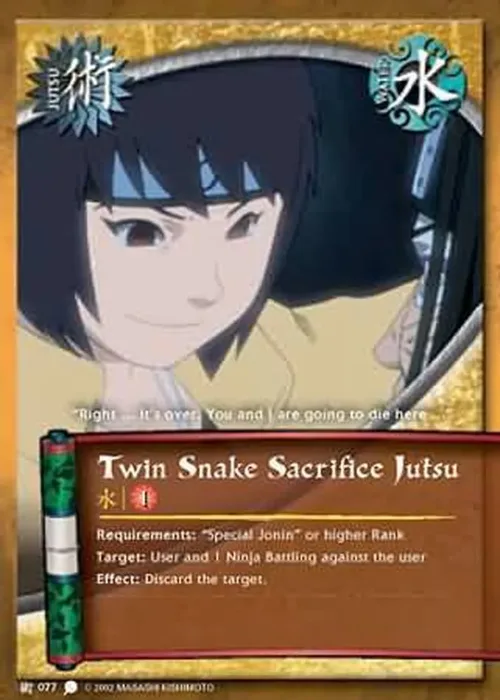 JUTSU 術
WATER 水
"Right ... It's over. You and I are going to die here ..."
Twin Snake Sacrifice Jutsu
水 | 1
Requirements: "Special Jonin" or higher Rank
Target: User and 1 Ninja Battling against the user
Effect: Discard the target.
077 © 2002 MASASHI KISHIMOTO